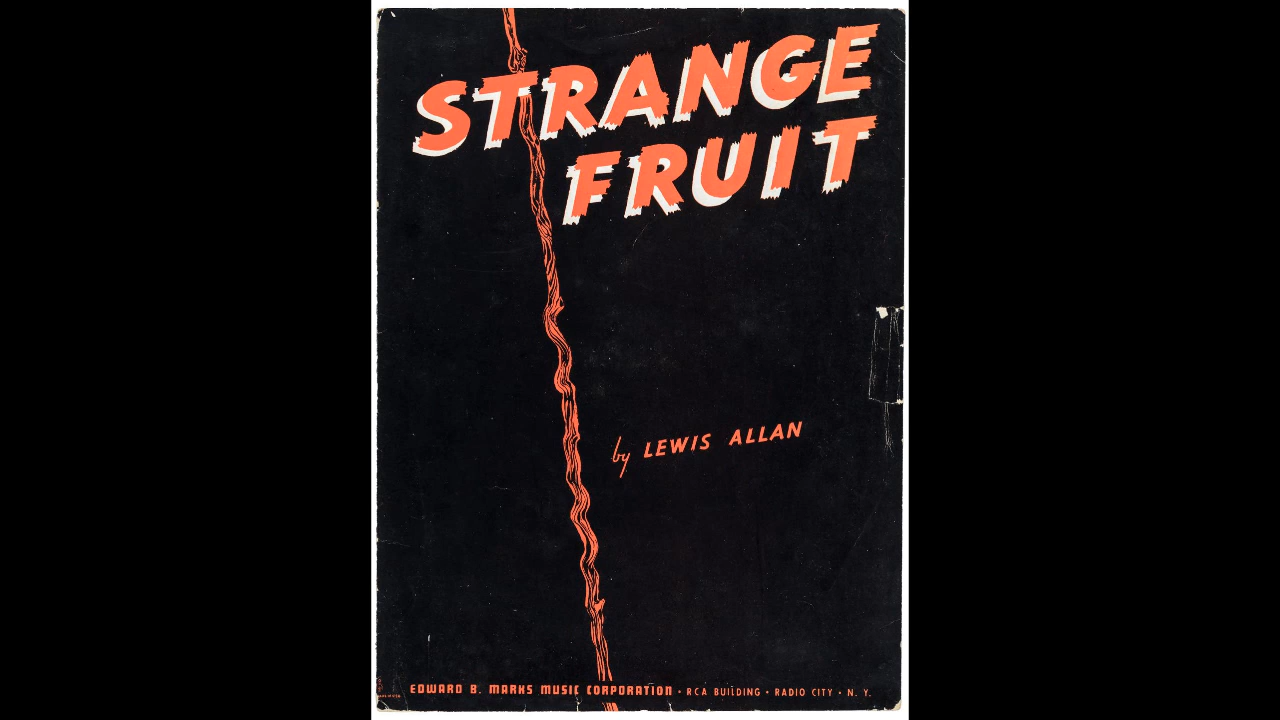 STRANGE
FRUIT
by LEWIS ALLAN
EDWARD B. MARKS MUSIC CORPORATION • RCA BUILDING • RADIO CITY • N. Y.